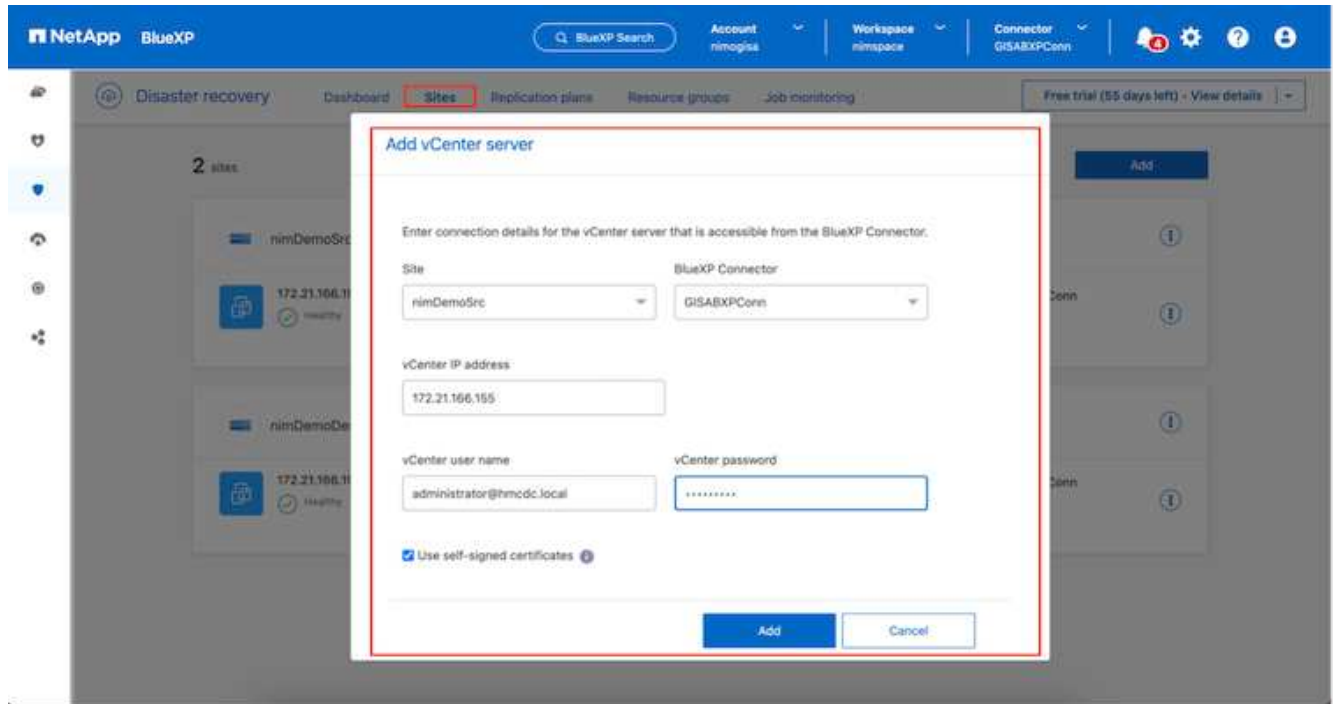 NetApp BlueXP
BlueXP Search
Account
nimogisa
Workspace
nimspace
Connector
GISABXPConn
4
Disaster recovery
Dashboard
Sites
Replication plans
Resource groups
Job monitoring
Free trial (55 days left) - View details
Add vCenter server
2 sites
Add
Enter connection details for the vCenter server that is accessible from the BlueXP Connector.
nimDemoSrc
Site
BlueXP Connector
nimDemoSrc
GISABXPConn
Healthy
vCenter IP address
172.21.166.155
nimDemoDe
vCenter user name
vCenter password
administrator@hmcdc.local
•••••••••
Healthy
Use self-signed certificates
Add
Cancel